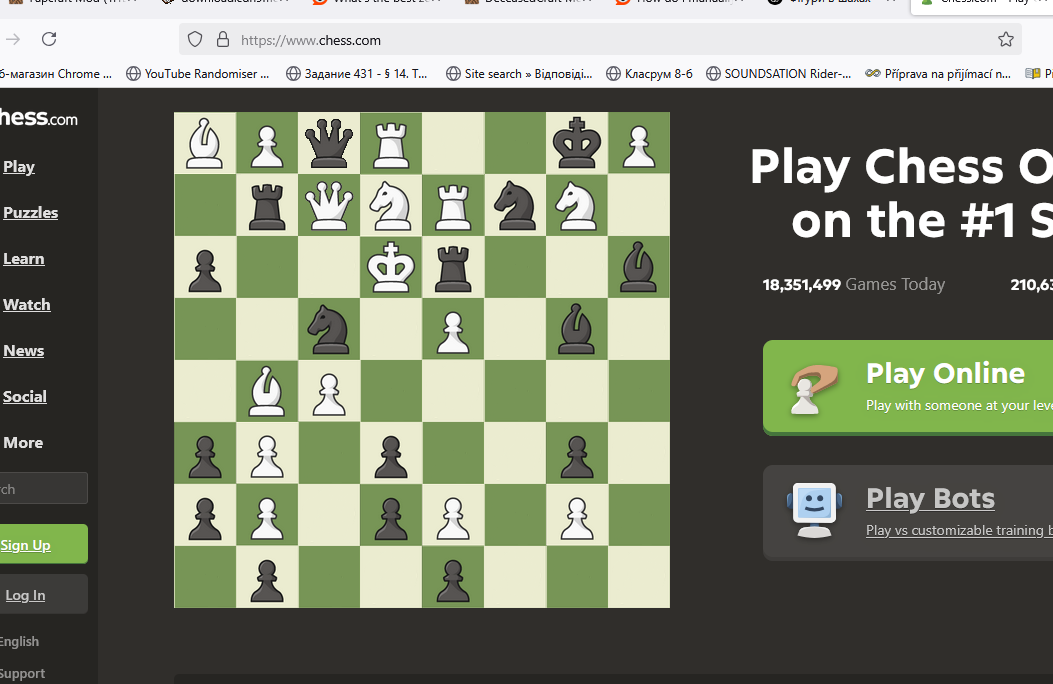 https://www.chess.com
б-магазин Chrome ... YouTube Randomiser ... Задание 431 - § 14. Т... Site search » Відповіді... Класрум 8-б SOUNDSATION Rider-... Příprava na přijímací n...
hess.com
Play
Puzzles
Learn
Watch
News
Social
More
rch
Sign Up
Log In
English
Support
Play Chess O
on the #1 S
18,351,499 Games Today 210,63
Play Online
Play with someone at your leve
Play Bots
Play vs customizable training b